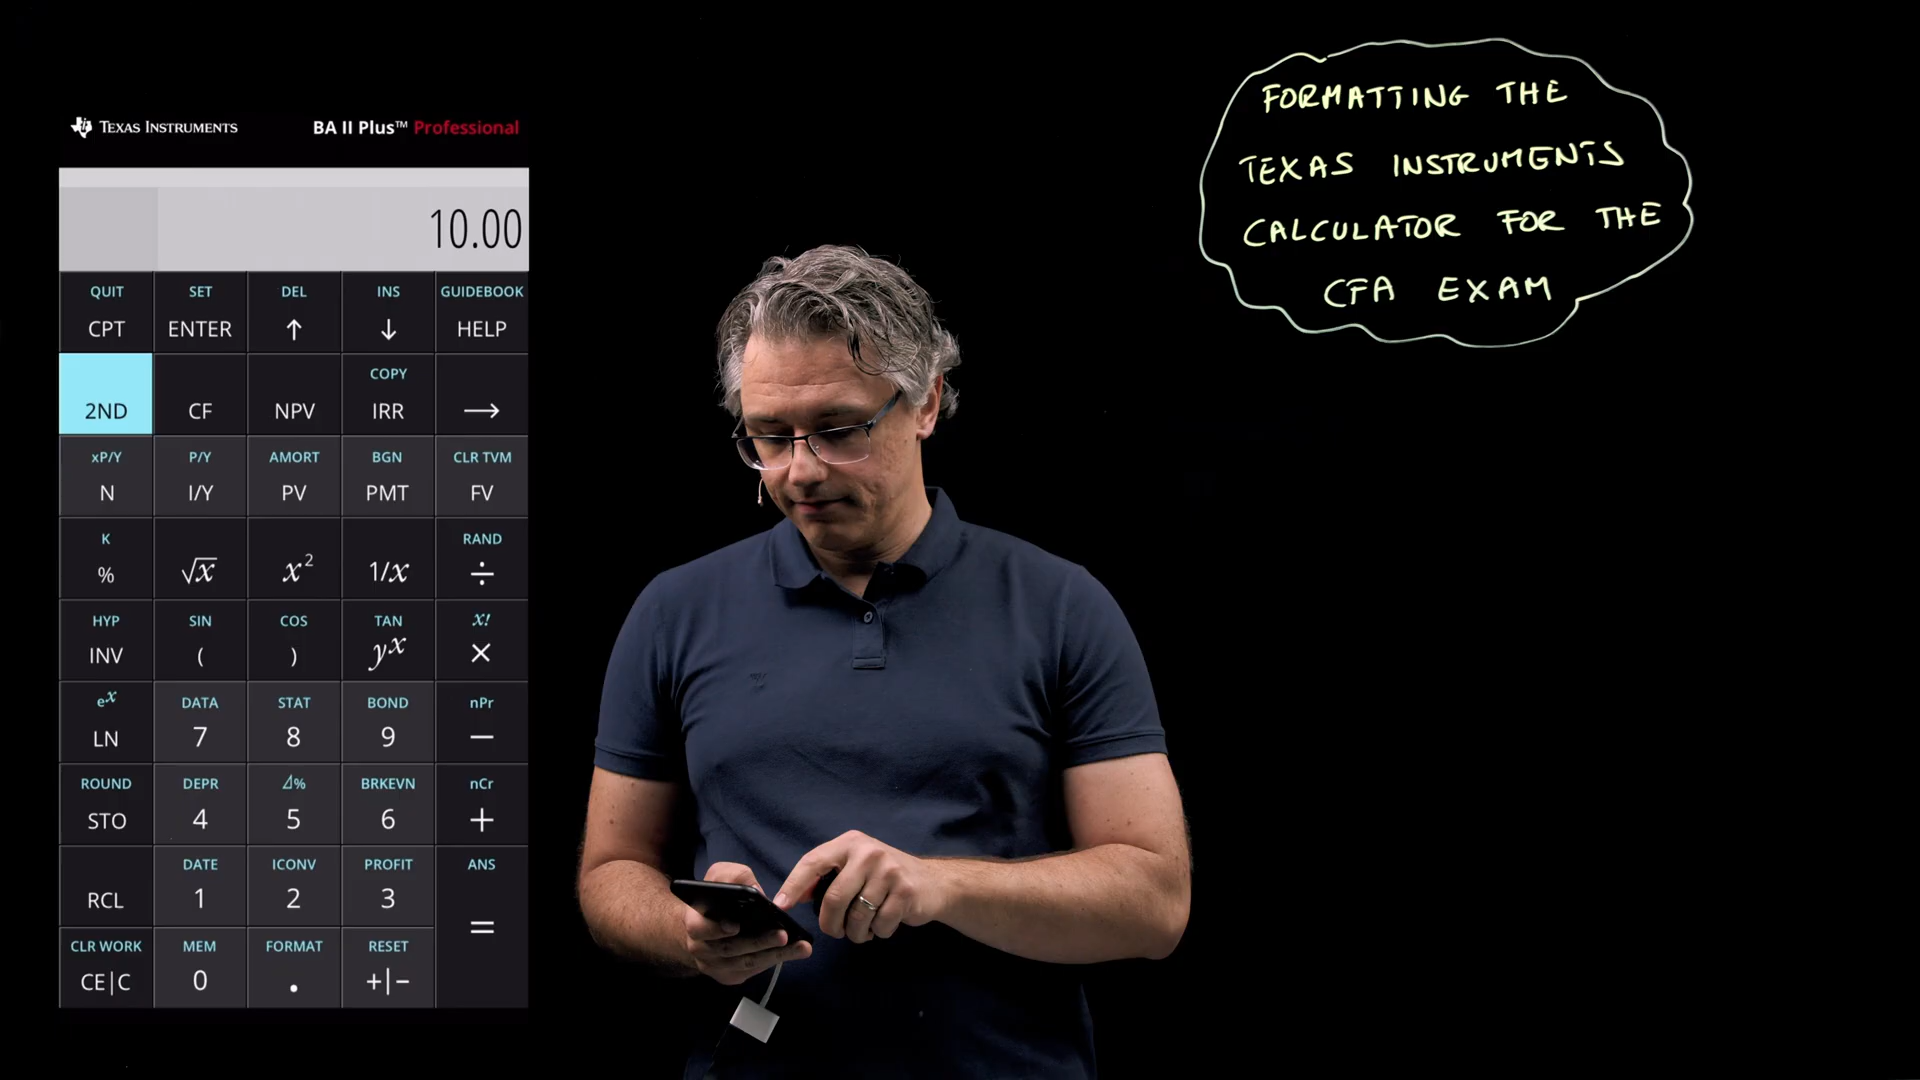 TEXAS INSTRUMENTS
BA II Plus™ Professional
10.00
QUIT SET DEL INS GUIDEBOOK
CPT ENTER ↑ ↓ HELP
COPY
2ND CF NPV IRR →
xP/Y P/Y AMORT BGN CLR TVM
N I/Y PV PMT FV
K RAND
% √x x² 1/x ÷
HYP SIN COS TAN x!
INV ( ) yˣ ×
eˣ DATA STAT BOND nPr
LN 7 8 9 −
ROUND DEPR Δ% BRKEVN nCr
STO 4 5 6 +
DATE ICONV PROFIT ANS
RCL 1 2 3 =
CLR WORK MEM FORMAT RESET
CE|C 0 . +|−
FORMATTING THE
TEXAS INSTRUMENTS
CALCULATOR FOR THE
CFA EXAM